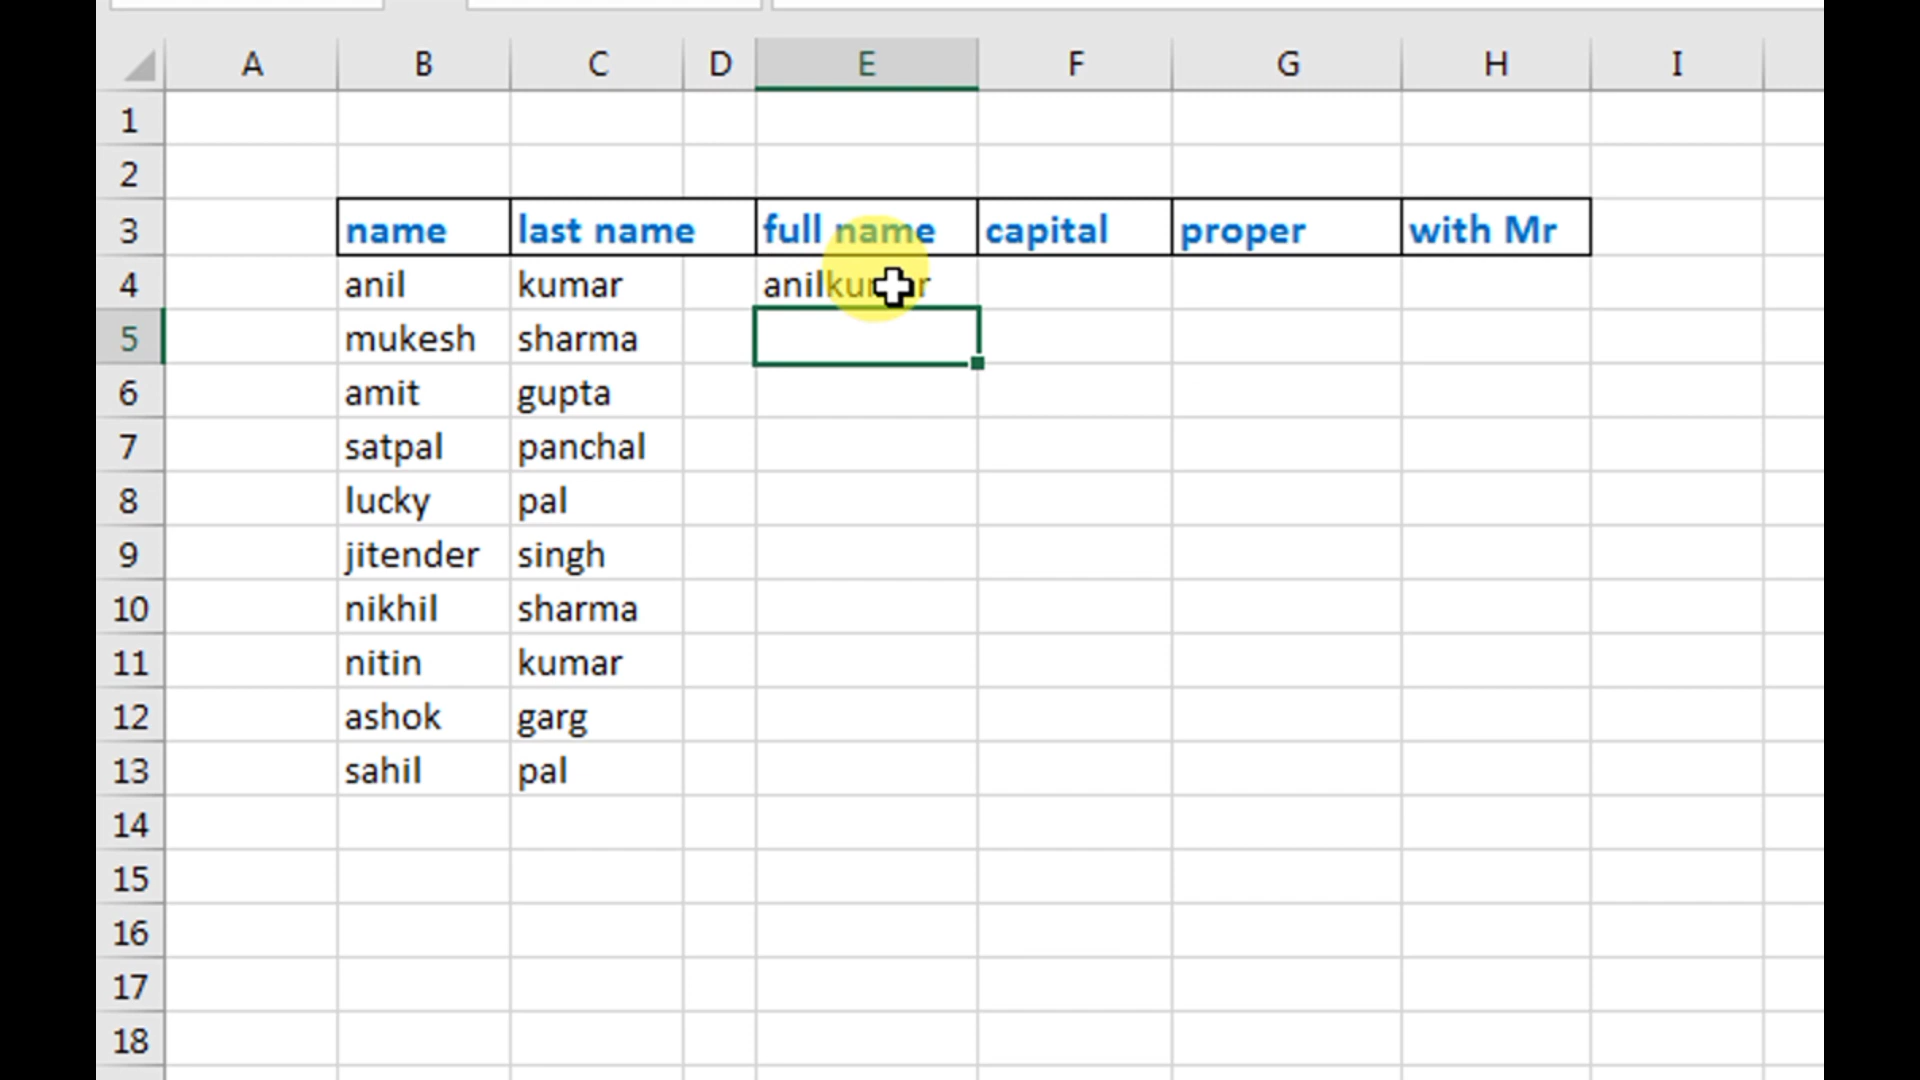 A B C D E F G H I
1
2
3 name last name full name capital proper with Mr
4 anil kumar anilkumar
5 mukesh sharma
6 amit gupta
7 satpal panchal
8 lucky pal
9 jitender singh
10 nikhil sharma
11 nitin kumar
12 ashok garg
13 sahil pal
14
15
16
17
18